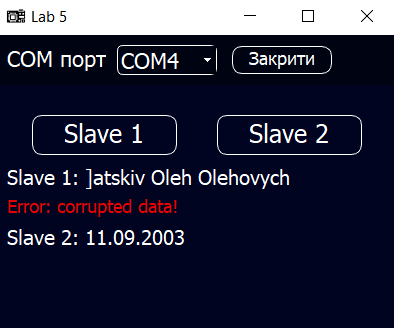 Lab 5
COM порт COM4 Закрити
Slave 1 Slave 2
Slave 1: ]atskiv Oleh Olehovych
Error: corrupted data!
Slave 2: 11.09.2003